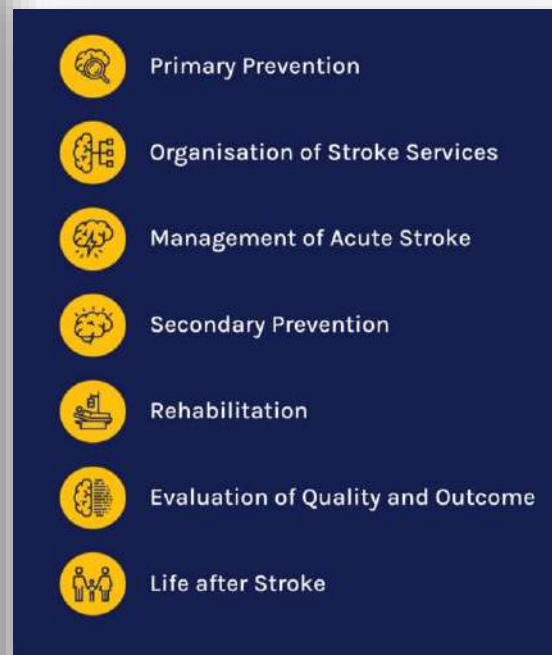 Primary Prevention
Organisation of Stroke Services
Management of Acute Stroke
Secondary Prevention
Rehabilitation
Evaluation of Quality and Outcome
Life after Stroke